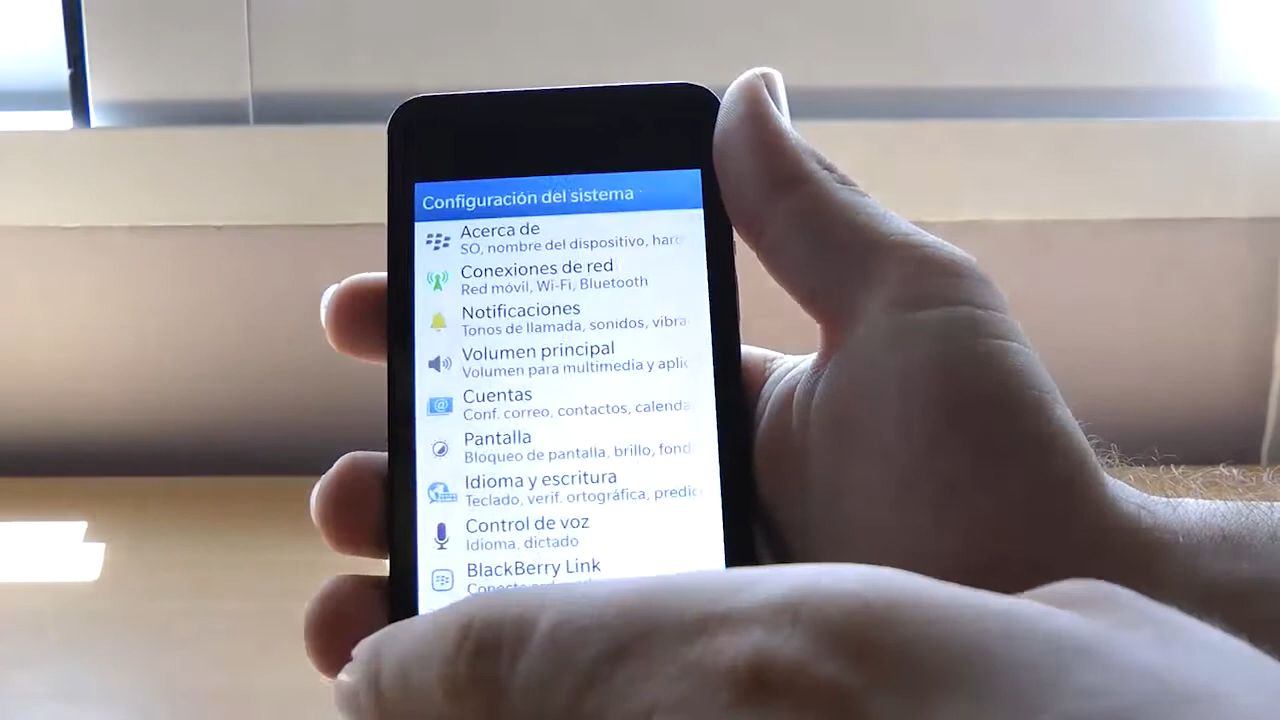 Configuración del sistema
Acerca de
SO, nombre del dispositivo, hard
Conexiones de red
Red móvil, Wi-Fi, Bluetooth
Notificaciones
Tonos de llamada, sonidos, vibra
Volumen principal
Volumen para multimedia y aplic
Cuentas
Conf. correo, contactos, calenda
Pantalla
Bloqueo de pantalla, brillo, fond
Idioma y escritura
Teclado, verif. ortográfica, predic
Control de voz
Idioma, dictado
BlackBerry Link